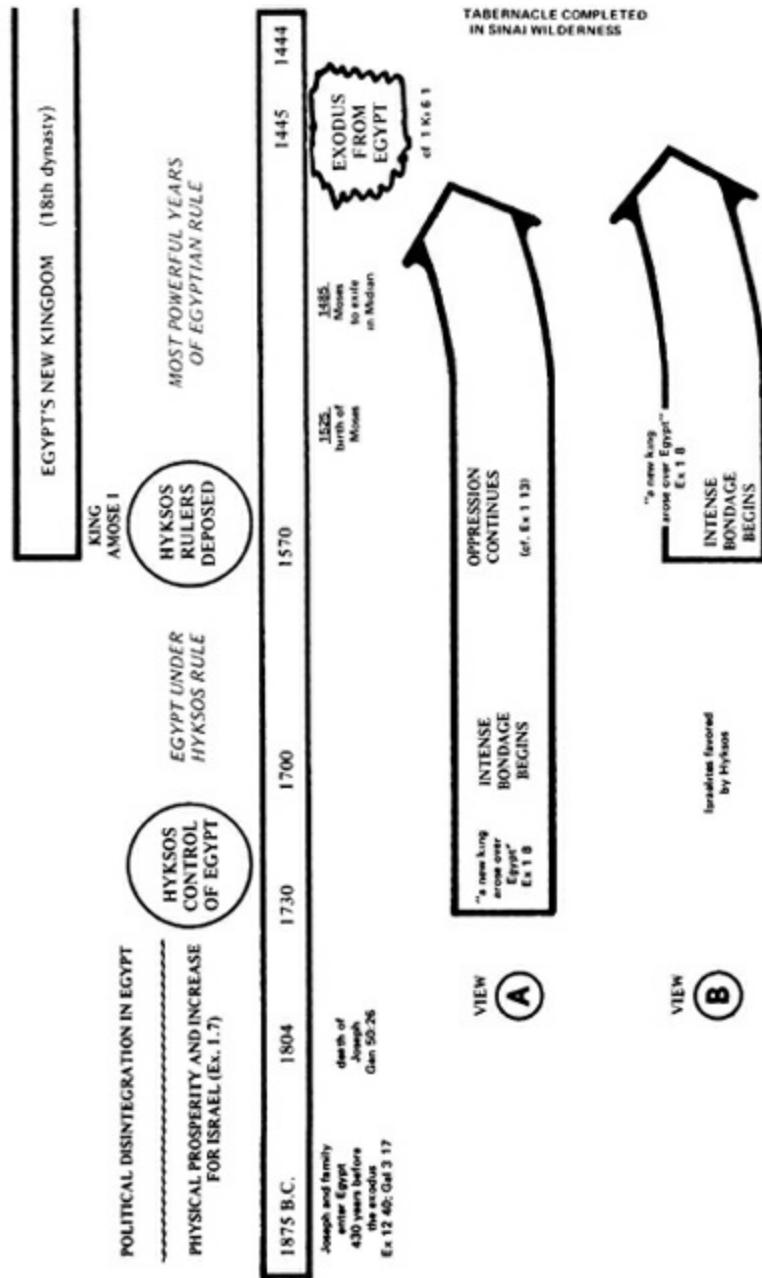 EGYPT'S NEW KINGDOM (18th dynasty)
KING
AMOSE I
POLITICAL DISINTEGRATION IN EGYPT
PHYSICAL PROSPERITY AND INCREASE
FOR ISRAEL (Ex. 1.7)
HYKSOS
CONTROL
OF EGYPT
EGYPT UNDER
HYKSOS RULE
HYKSOS
RULERS
DEPOSED
MOST POWERFUL YEARS
OF EGYPTIAN RULE
1875 B.C. 1804 1730 1700 1570 1445 1444
Joseph and family
enter Egypt
430 years before
the exodus
Ex 12 40; Gal 3 17
death of
Joseph
Gen 50:26
1525
birth of
Moses
1485
Moses
to exile
in Midian
EXODUS
FROM
EGYPT
cf 1 Ki 6 1
TABERNACLE COMPLETED
IN SINAI WILDERNESS
VIEW
A
"a new king
arose over
Egypt"
Ex 1 8
INTENSE
BONDAGE
BEGINS
OPPRESSION
CONTINUES
(cf. Ex 1 13)
VIEW
B
Israelites favored
by Hyksos
"a new king
arose over Egypt"
Ex 1 8
INTENSE
BONDAGE
BEGINS